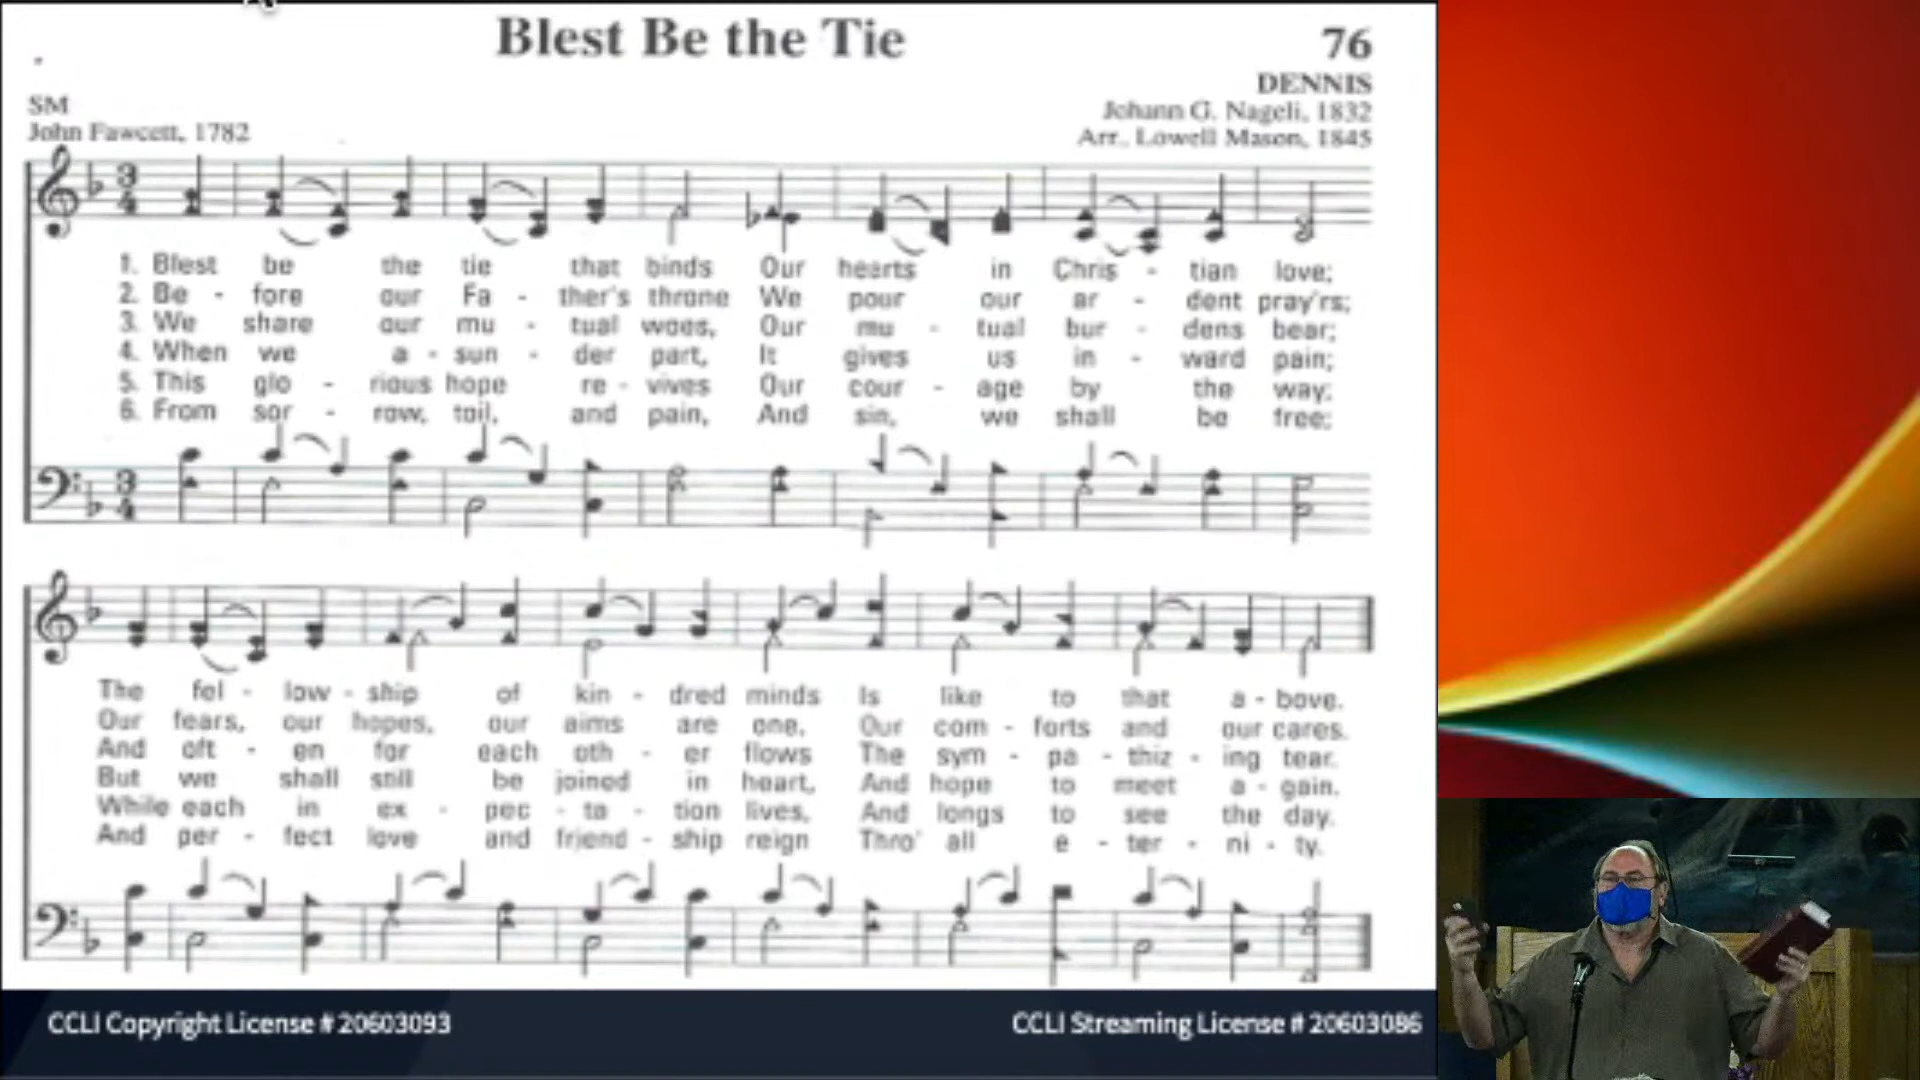 Blest Be the Tie
76
DENNIS
SM
Johann G. Nageli, 1832
John Fawcett, 1782
Arr., Lowell Mason, 1845
3
4
1. Blest be the tie that binds Our hearts in Chris - tian love;
2. Be - fore our Fa - ther's throne We pour our ar - dent pray'rs;
3. We share our mu - tual woes, Our mu - tual bur - dens bear;
4. When we a - sun - der part, It gives us in - ward pain;
5. This glo - rious hope re - vives Our cour - age by the way;
6. From sor - row, toil, and pain, And sin, we shall be free;
3
4
The fel - low - ship of kin - dred minds Is like to that a - bove.
Our fears, our hopes, our aims are one, Our com - forts and our cares.
And oft - en for each oth - er flows The sym - pa - thiz - ing tear.
But we shall still be joined in heart, And hope to meet a - gain.
While each in ex - pec - ta - tion lives, And longs to see the day.
And per - fect love and friend - ship reign Thro' all e - ter - ni - ty.
CCLI Copyright License # 20603093
CCLI Streaming License # 20603086